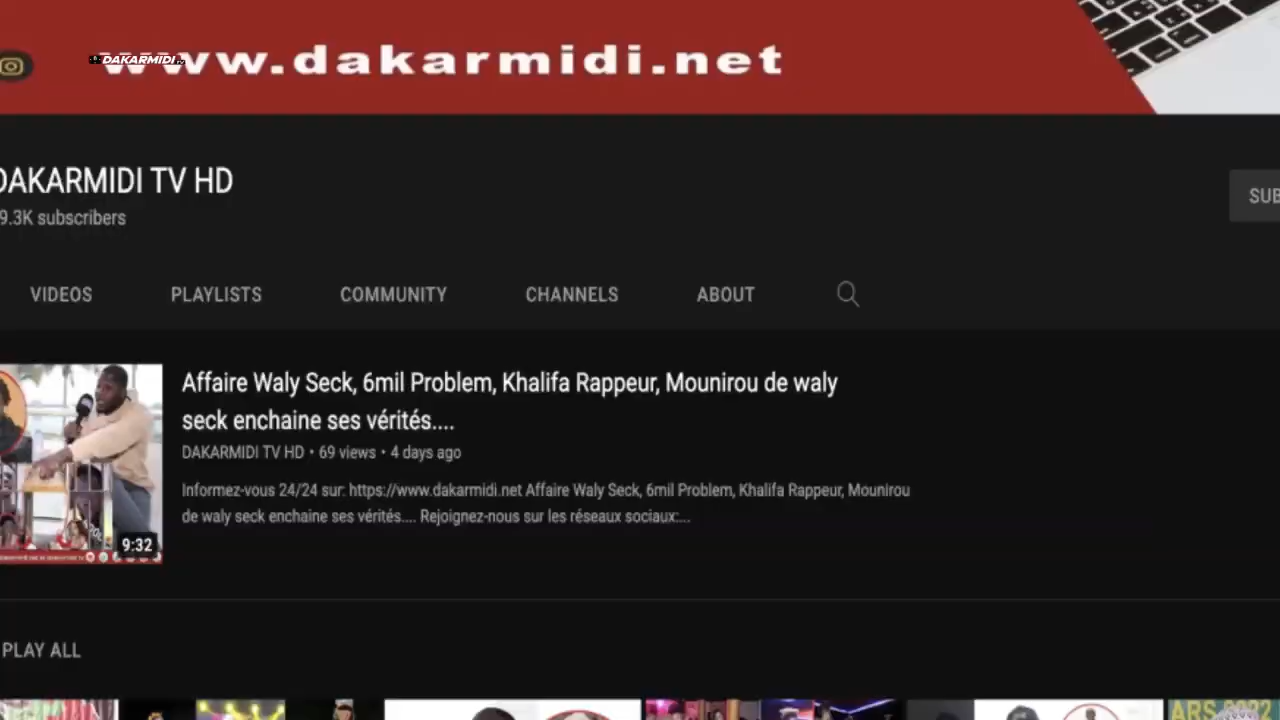 www.dakarmidi.net
DAKARMIDI
DAKARMIDI TV HD
9.3K subscribers
SUB
VIDEOS
PLAYLISTS
COMMUNITY
CHANNELS
ABOUT
Affaire Waly Seck, 6mil Problem, Khalifa Rappeur, Mounirou de waly
seck enchaine ses vérités....
DAKARMIDI TV HD • 69 views • 4 days ago
Informez-vous 24/24 sur: https://www.dakarmidi.net Affaire Waly Seck, 6mil Problem, Khalifa Rappeur, Mounirou
de waly seck enchaine ses vérités.... Rejoignez-nous sur les réseaux sociaux:...
9:32
PLAY ALL